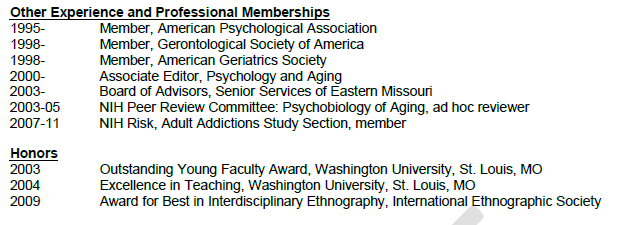 Other Experience and Professional Memberships
1995- Member, American Psychological Association
1998- Member, Gerontological Society of America
1998- Member, American Geriatrics Society
2000- Associate Editor, Psychology and Aging
2003- Board of Advisors, Senior Services of Eastern Missouri
2003-05 NIH Peer Review Committee: Psychobiology of Aging, ad hoc reviewer
2007-11 NIH Risk, Adult Addictions Study Section, member
Honors
2003 Outstanding Young Faculty Award, Washington University, St. Louis, MO
2004 Excellence in Teaching, Washington University, St. Louis, MO
2009 Award for Best in Interdisciplinary Ethnography, International Ethnographic Society